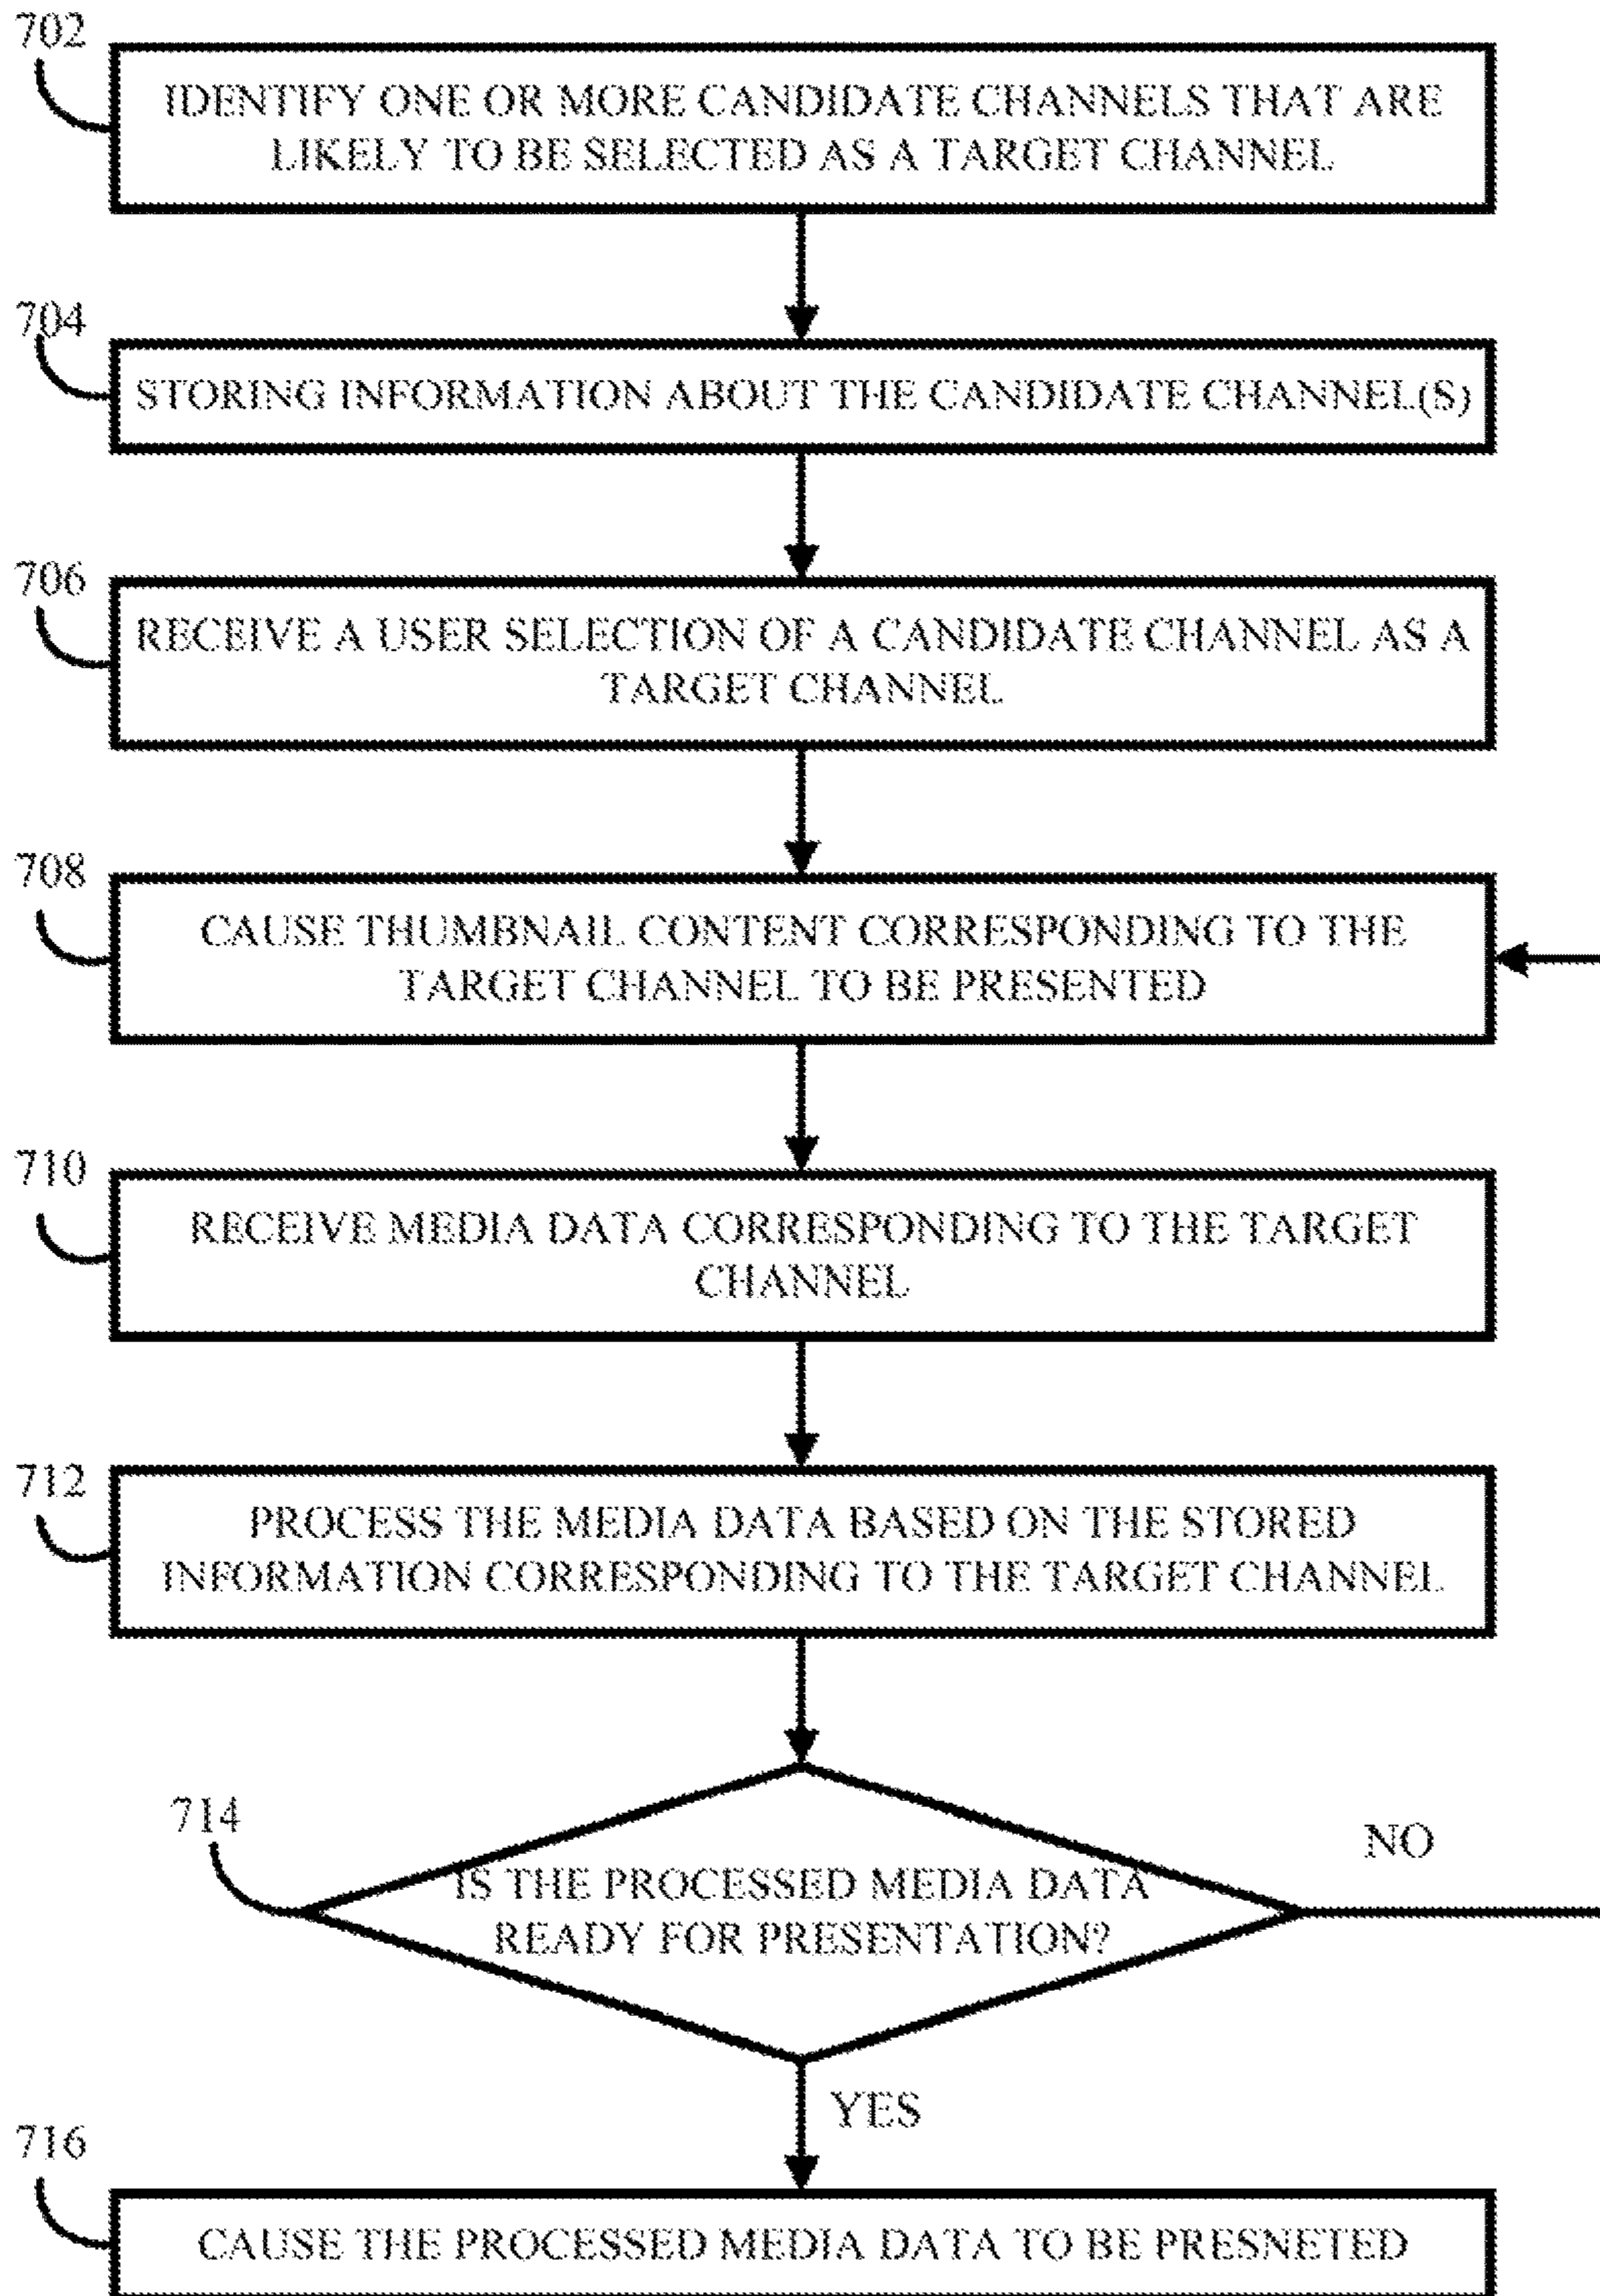 702
IDENTIFY ONE OR MORE CANDIDATE CHANNELS THAT ARE
LIKELY TO BE SELECTED AS A TARGET CHANNEL
704
STORING INFORMATION ABOUT THE CANDIDATE CHANNEL(S)
706
RECEIVE A USER SELECTION OF A CANDIDATE CHANNEL AS A
TARGET CHANNEL
708
CAUSE THUMBNAIL CONTENT CORRESPONDING TO THE
TARGET CHANNEL TO BE PRESENTED
710
RECEIVE MEDIA DATA CORRESPONDING TO THE TARGET
CHANNEL
712
PROCESS THE MEDIA DATA BASED ON THE STORED
INFORMATION CORRESPONDING TO THE TARGET CHANNEL
714
IS THE PROCESSED MEDIA DATA
READY FOR PRESENTATION?
NO
YES
716
CAUSE THE PROCESSED MEDIA DATA TO BE PRESNETED